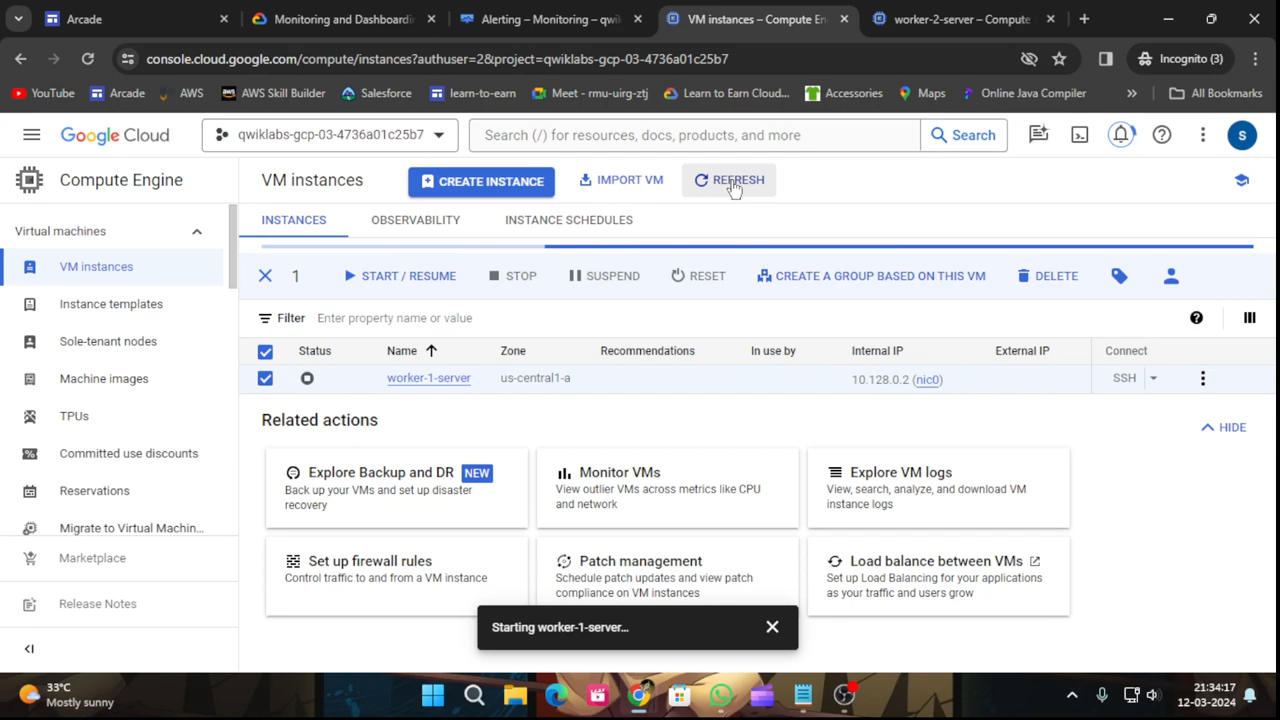 Arcade
Monitoring and Dashboardin
Alerting – Monitoring – qwik
VM instances – Compute En
worker-2-server – Compute
console.cloud.google.com/compute/instances?authuser=2&project=qwiklabs-gcp-03-4736a01c25b7
Incognito (3)
YouTube
Arcade
AWS
AWS Skill Builder
Salesforce
learn-to-earn
Meet - rmu-uirg-ztj
Learn to Earn Cloud...
Accessories
Maps
Online Java Compiler
All Bookmarks
Google Cloud
qwiklabs-gcp-03-4736a01c25b7
Search (/) for resources, docs, products, and more
Search
S
Compute Engine
VM instances
CREATE INSTANCE
IMPORT VM
REFRESH
Virtual machines
VM instances
Instance templates
Sole-tenant nodes
Machine images
TPUs
Committed use discounts
Reservations
Migrate to Virtual Machin...
Marketplace
Release Notes
INSTANCES
OBSERVABILITY
INSTANCE SCHEDULES
1
START / RESUME
STOP
SUSPEND
RESET
CREATE A GROUP BASED ON THIS VM
DELETE
Filter
Enter property name or value
Status
Name
Zone
Recommendations
In use by
Internal IP
External IP
Connect
worker-1-server
us-central1-a
10.128.0.2 (nic0)
SSH
Related actions
HIDE
Explore Backup and DR NEW
Back up your VMs and set up disaster
recovery
Monitor VMs
View outlier VMs across metrics like CPU
and network
Explore VM logs
View, search, analyze, and download VM
instance logs
Set up firewall rules
Control traffic to and from a VM instance
Patch management
Schedule patch updates and view patch
compliance on VM instances
Load balance between VMs
Set up Load Balancing for your applications
as your traffic and users grow
Starting worker-1-server...
33°C
Mostly sunny
21:34:17
12-03-2024